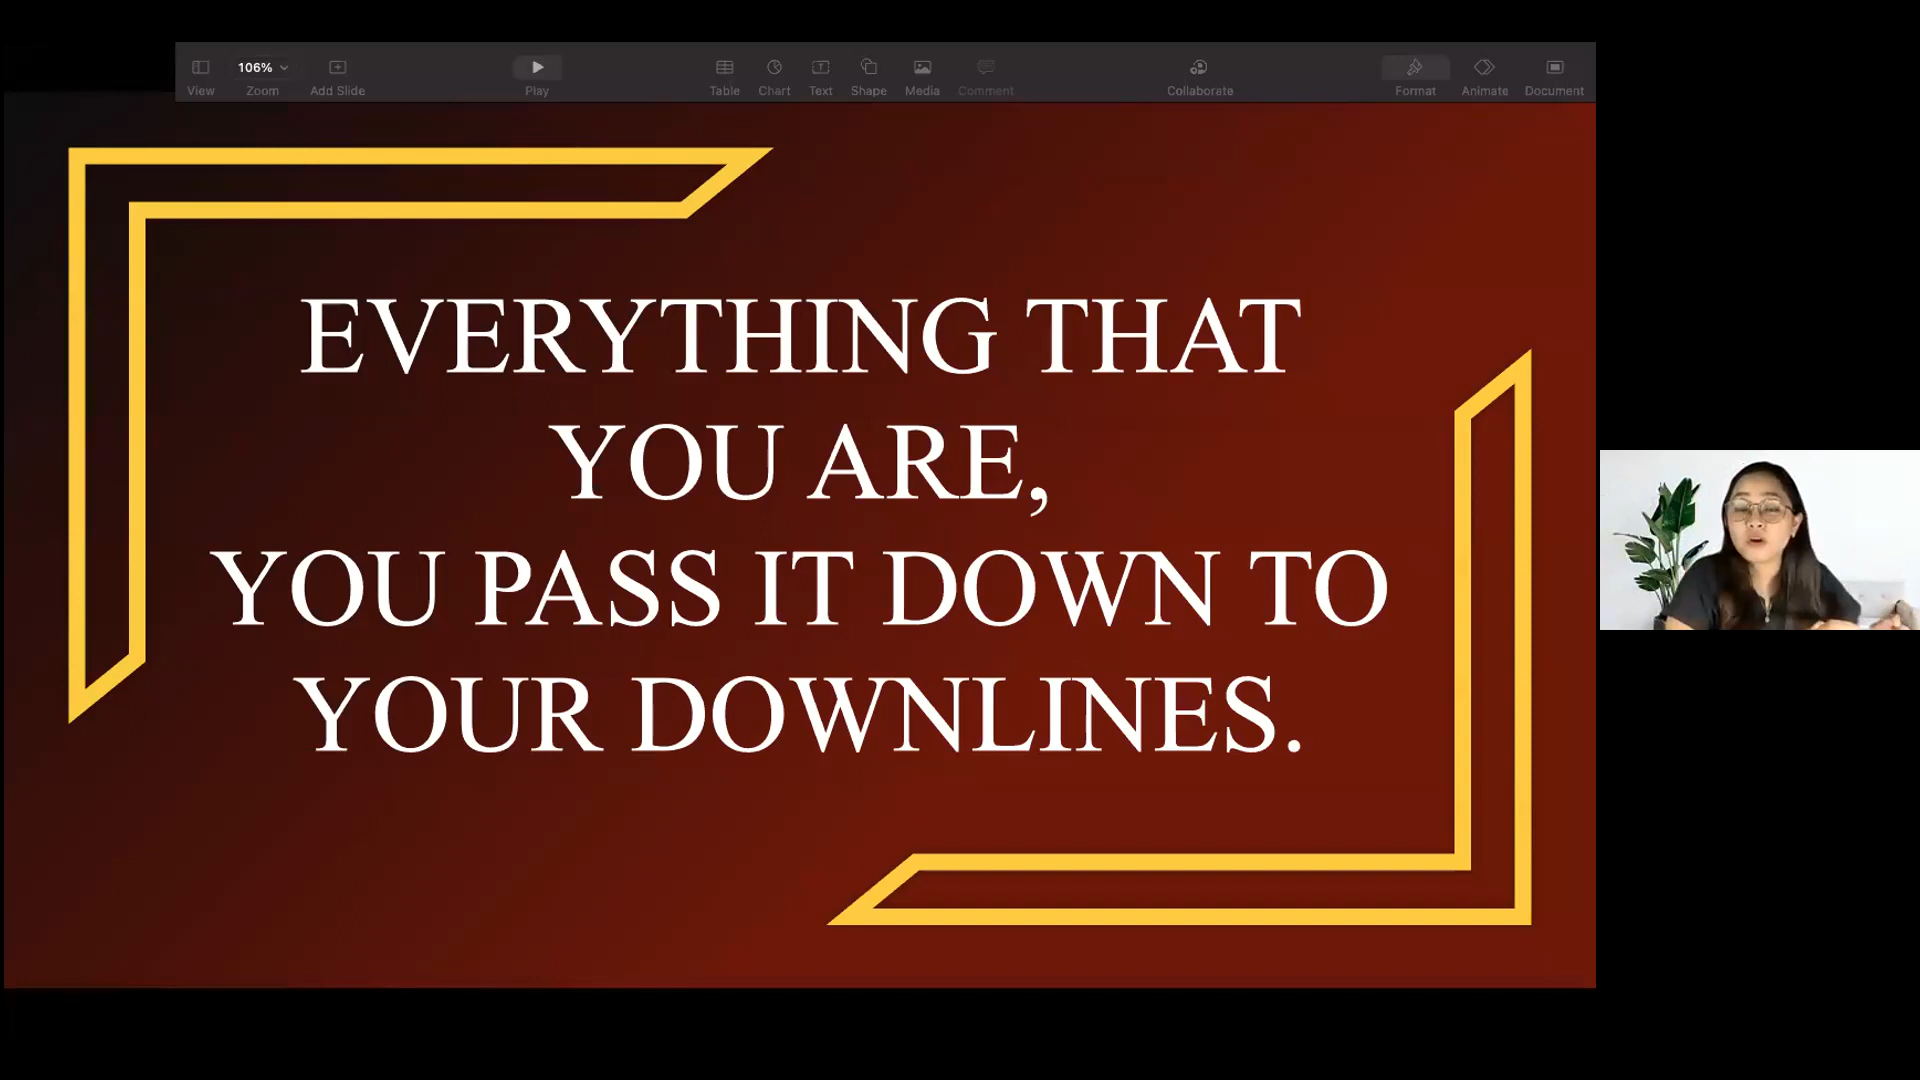 106%
View
Zoom
Add Slide
Play
Table
Chart
Text
Shape
Media
Comment
Collaborate
Format
Animate
Document
EVERYTHING THAT
YOU ARE,
YOU PASS IT DOWN TO
YOUR DOWNLINES.